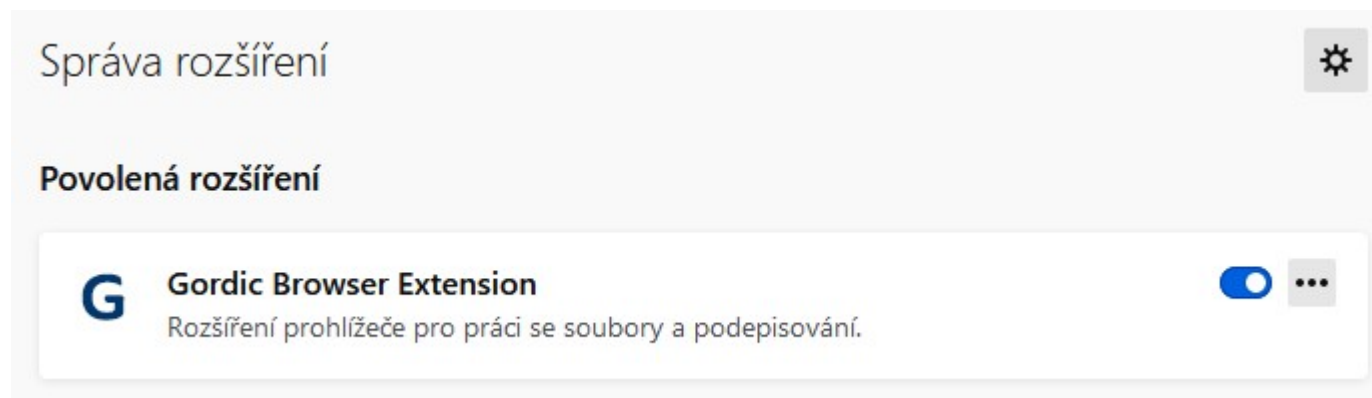 Správa rozšíření
Povolená rozšíření
G
Gordic Browser Extension
Rozšíření prohlížeče pro práci se soubory a podepisování.